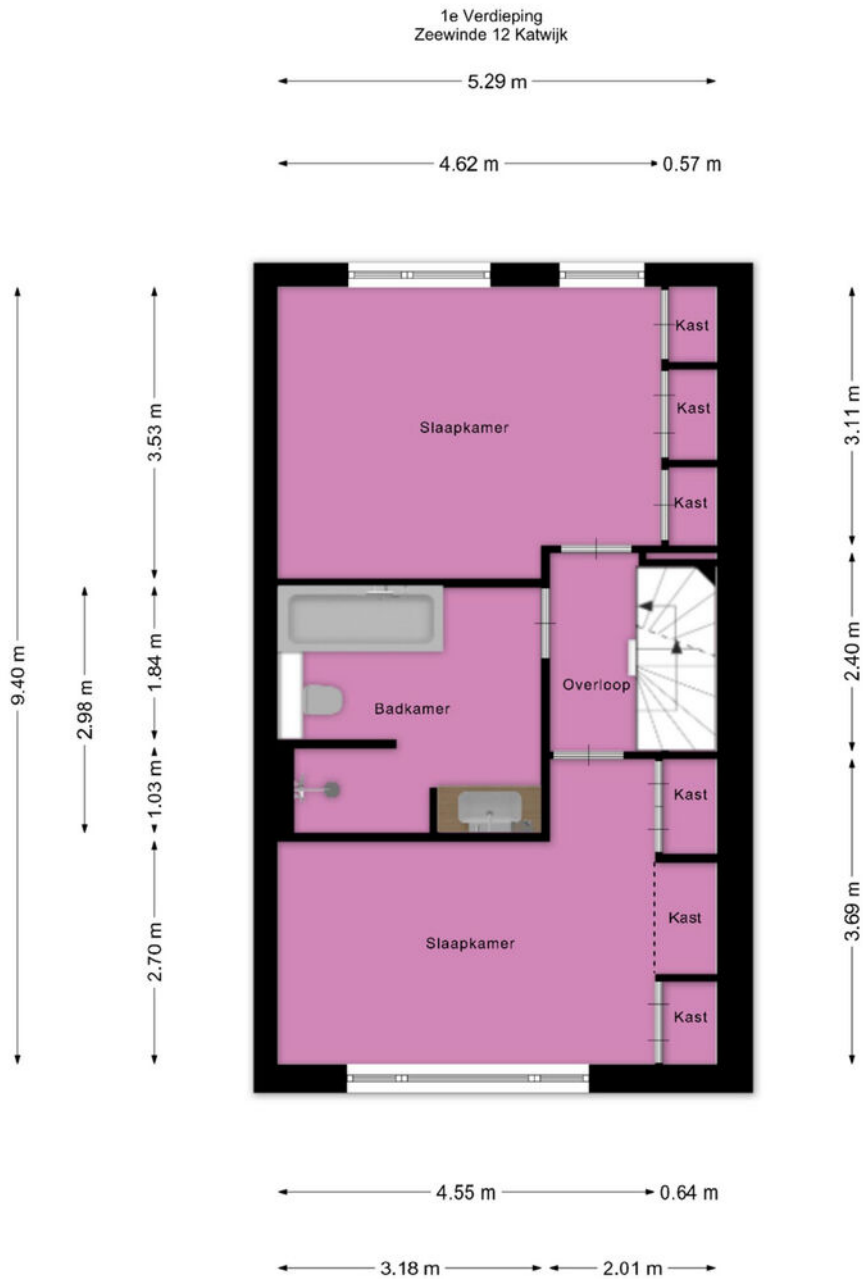 1e Verdieping
Zeewinde 12 Katwijk
5.29 m
4.62 m
0.57 m
Kast
3.11 m
3.53 m
Kast
Slaapkamer
Kast
9.40 m
2.98 m
1.84 m
2.40 m
Overloop
Badkamer
1.03 m
Kast
3.69 m
2.70 m
Kast
Slaapkamer
Kast
4.55 m
0.64 m
3.18 m
2.01 m